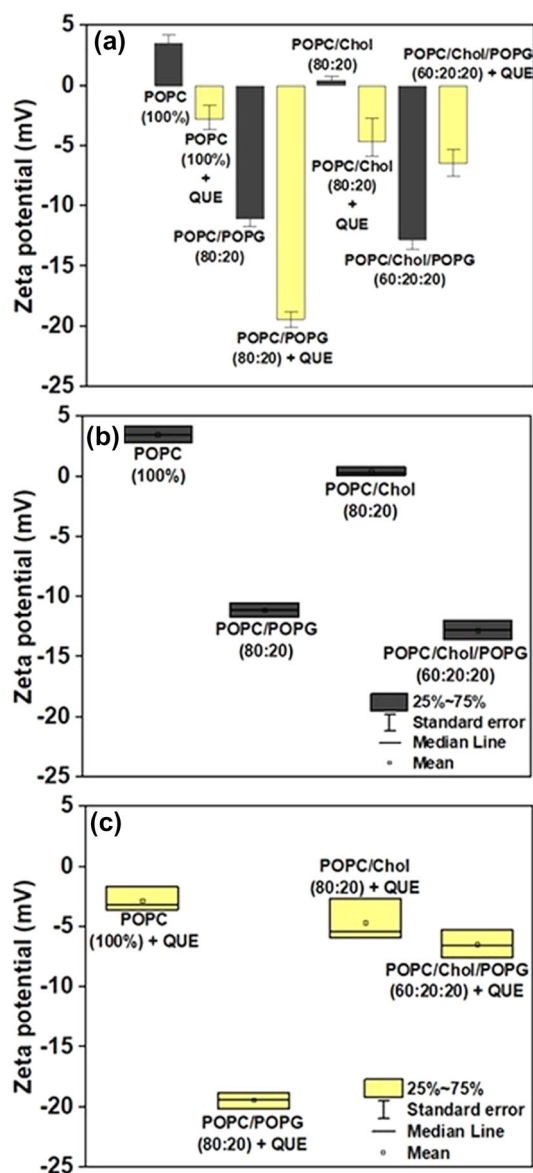 (a)
Zeta potential (mV)
5
0
-5
-10
-15
-20
-25
POPC
(100%)
POPC
(100%)
+
QUE
POPC/POPG
(80:20)
POPC/POPG
(80:20) + QUE
POPC/Chol
(80:20)
POPC/Chol
(80:20)
+
QUE
POPC/Chol/POPG
(60:20:20)
POPC/Chol/POPG
(60:20:20) + QUE
(b)
Zeta potential (mV)
5
0
-5
-10
-15
-20
-25
POPC
(100%)
POPC/POPG
(80:20)
POPC/Chol
(80:20)
POPC/Chol/POPG
(60:20:20)
25%~75%
Standard error
Median Line
Mean
(c)
Zeta potential (mV)
5
0
-5
-10
-15
-20
-25
POPC
(100%) + QUE
POPC/POPG
(80:20) + QUE
POPC/Chol
(80:20) + QUE
POPC/Chol/POPG
(60:20:20) + QUE
25%~75%
Standard error
Median Line
Mean